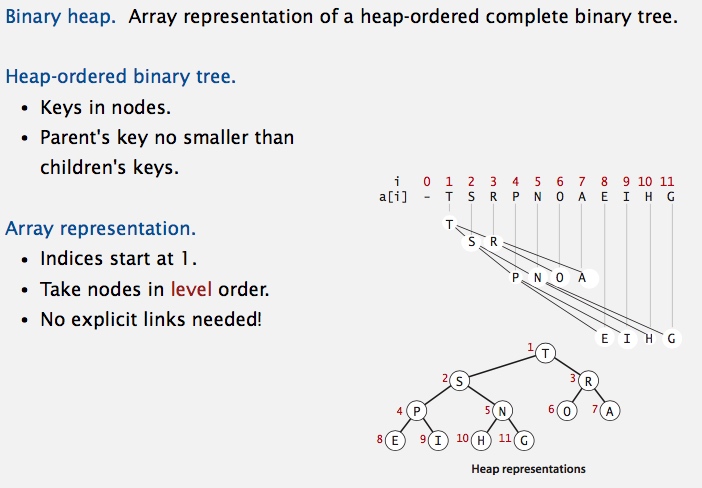 Binary heap. Array representation of a heap-ordered complete binary tree.
Heap-ordered binary tree.
• Keys in nodes.
• Parent's key no smaller than
children's keys.
Array representation.
• Indices start at 1.
• Take nodes in level order.
• No explicit links needed!
i 0 1 2 3 4 5 6 7 8 9 10 11
a[i] - T S R P N O A E I H G
T
S R
P N O A
E I H G
1 T
2 S 3 R
4 P 5 N 6 O 7 A
8 E 9 I 10 H 11 G
Heap representations